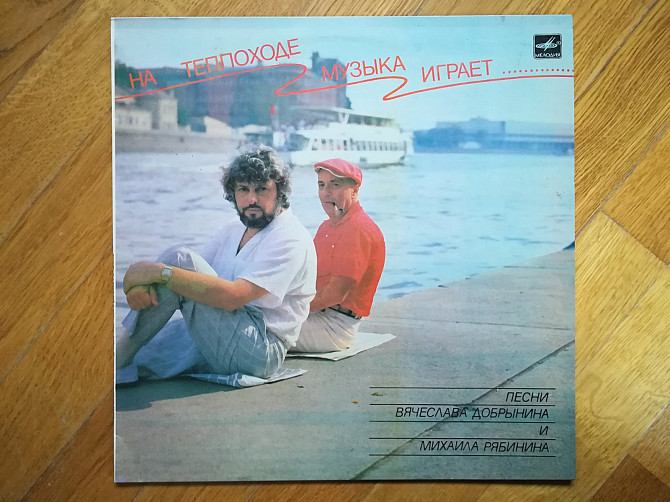 НА ТЕПЛОХОДЕ МУЗЫКА ИГРАЕТ
МЕЛОДИЯ
ПЕСНИ
ВЯЧЕСЛАВА ДОБРЫНИНА
И
МИХАИЛА РЯБИНИНА